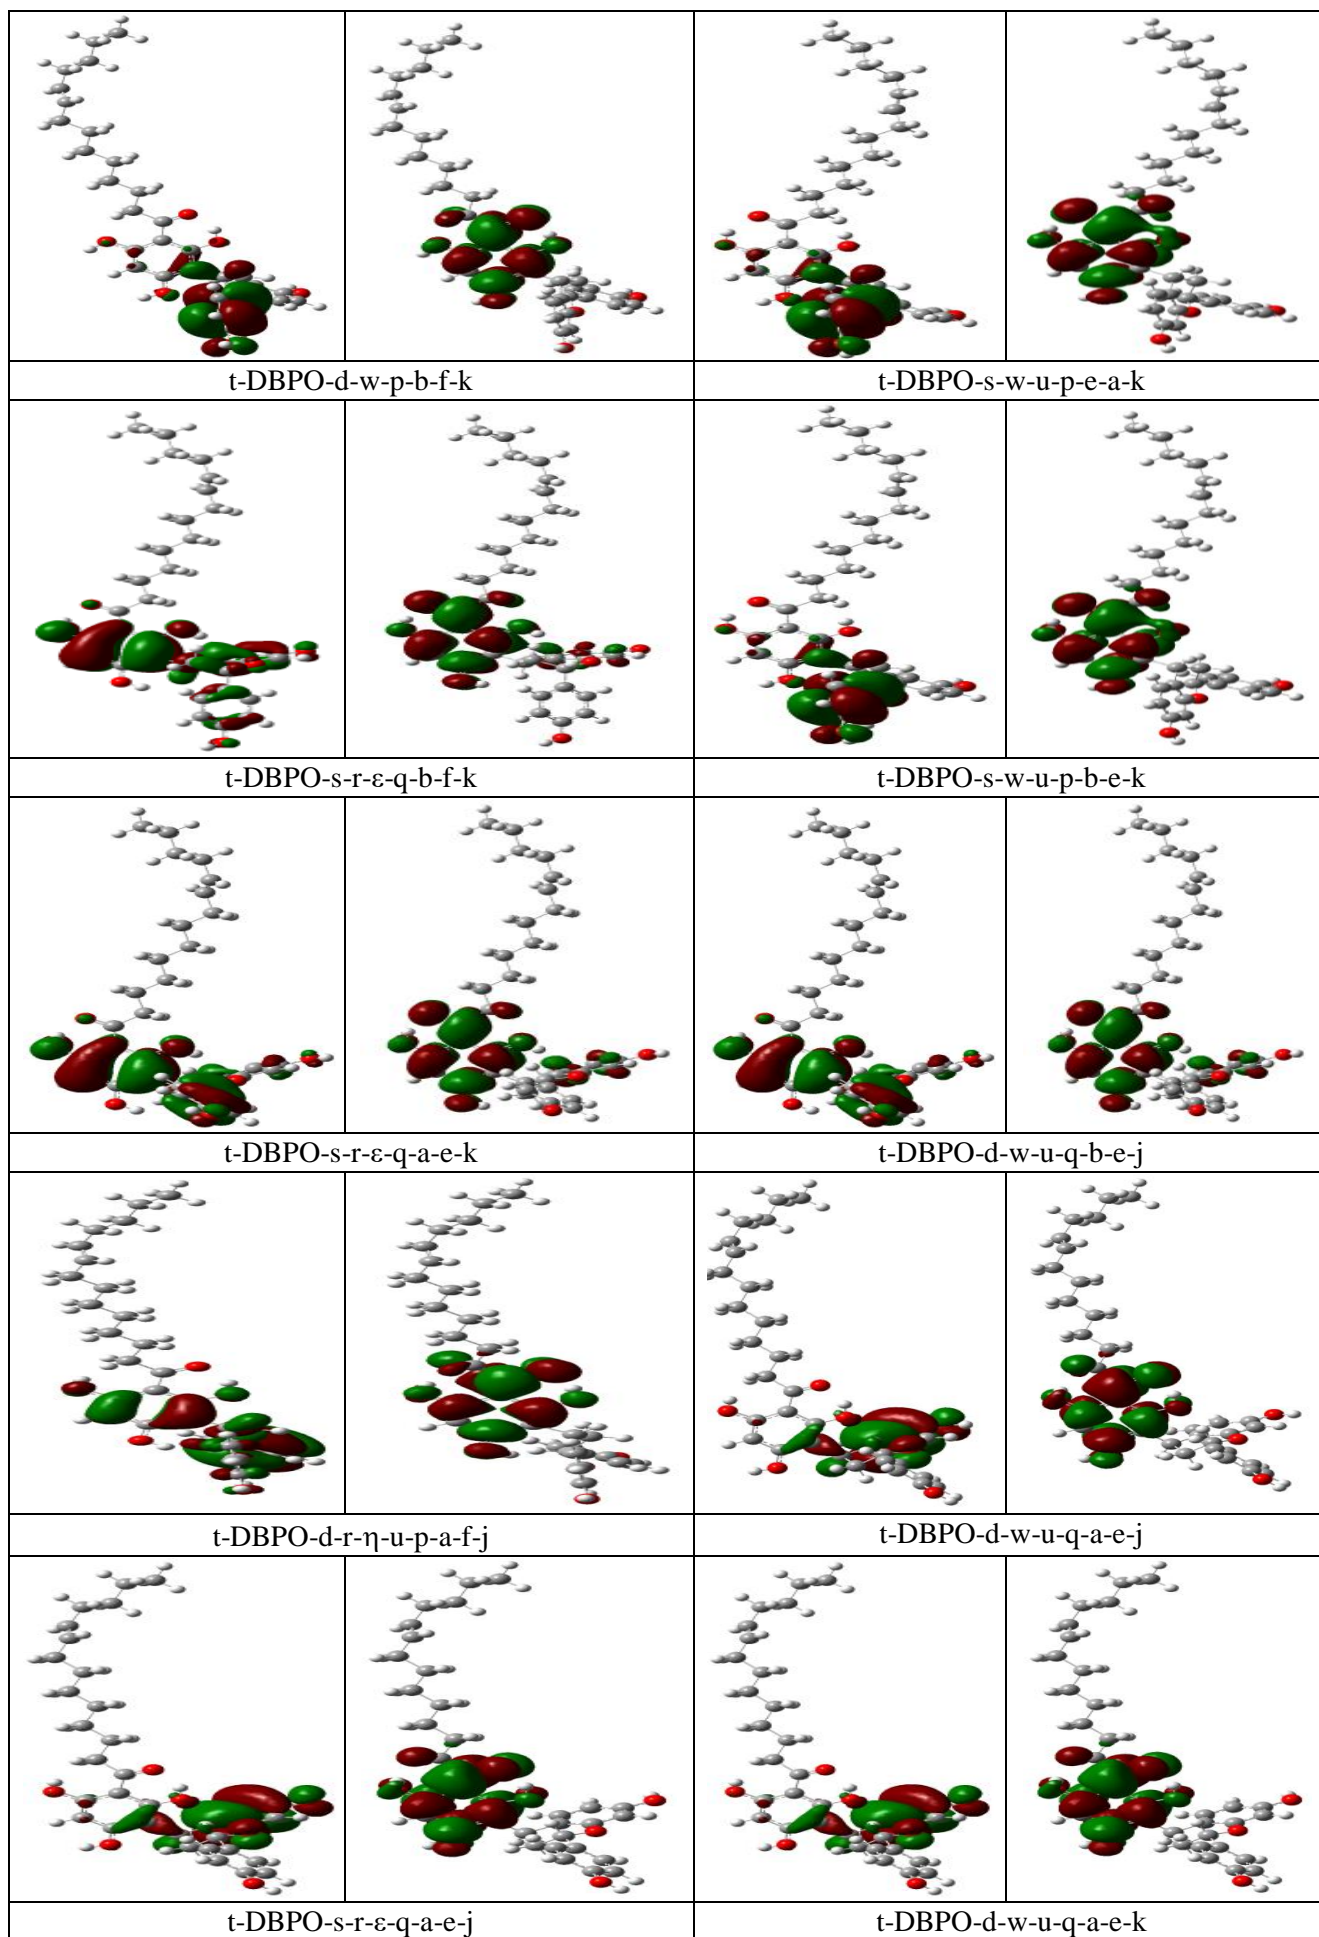 t-DBPO-d-w-p-b-f-k
t-DBPO-s-w-u-p-e-a-k
t-DBPO-s-r-ε-q-b-f-k
t-DBPO-s-w-u-p-b-e-k
t-DBPO-s-r-ε-q-a-e-k
t-DBPO-d-w-u-q-b-e-j
t-DBPO-d-r-η-u-p-a-f-j
t-DBPO-d-w-u-q-a-e-j
t-DBPO-s-r-ε-q-a-e-j
t-DBPO-d-w-u-q-a-e-k